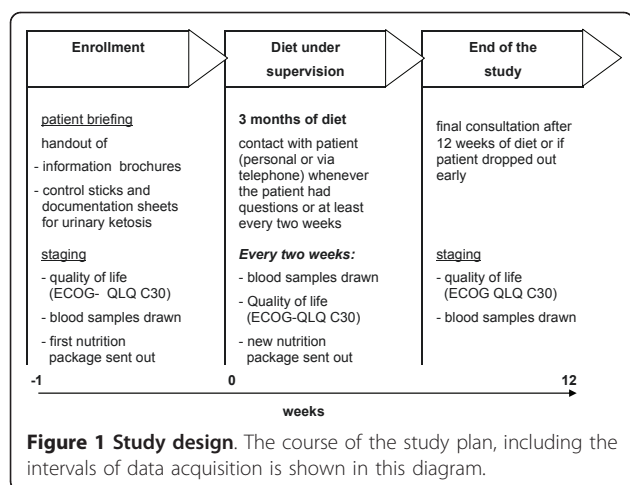 Enrollment
Diet under
supervision
End of the
study
patient briefing
handout of
- information brochures
- control sticks and
documentation sheets
for urinary ketosis
staging
- quality of life
(ECOG- QLQ C30)
- blood samples drawn
- first nutrition
package sent out
3 months of diet
contact with patient
(personal or via
telephone) whenever
the patient had
questions or at least
every two weeks
Every two weeks:
- blood samples drawn
- Quality of life
(ECOG-QLQ C30)
- new nutrition
package sent out
final consultation after
12 weeks of diet or if
patient dropped out
early
staging
- quality of life
(ECOG QLQ C30)
- blood samples drawn
-1 0 12
weeks
Figure 1 Study design. The course of the study plan, including the
intervals of data acquisition is shown in this diagram.